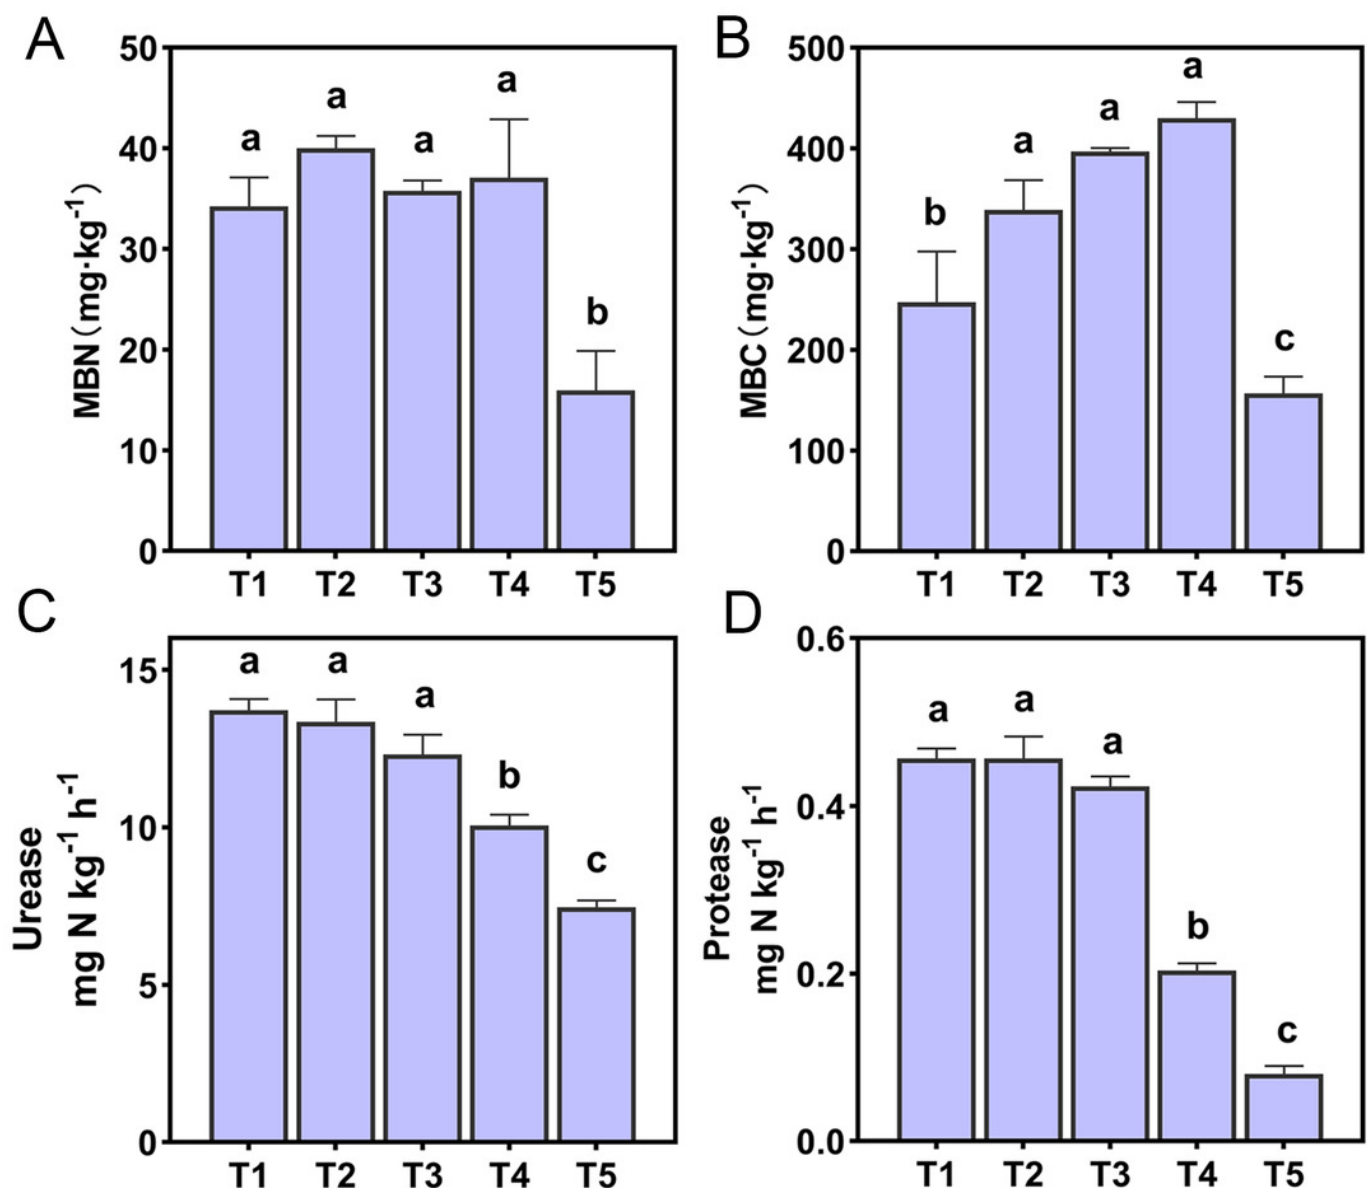 A
MBN（mg·kg-1）
50
40
30
20
10
0
a
a
a
a
b
T1 T2 T3 T4 T5
B
MBC（mg·kg-1）
500
400
300
200
100
0
b
a
a
a
c
T1 T2 T3 T4 T5
C
Urease
mg N kg-1 h-1
15
10
5
0
a
a
a
b
c
T1 T2 T3 T4 T5
D
Protease
mg N kg-1 h-1
0.6
0.4
0.2
0.0
a
a
a
b
c
T1 T2 T3 T4 T5